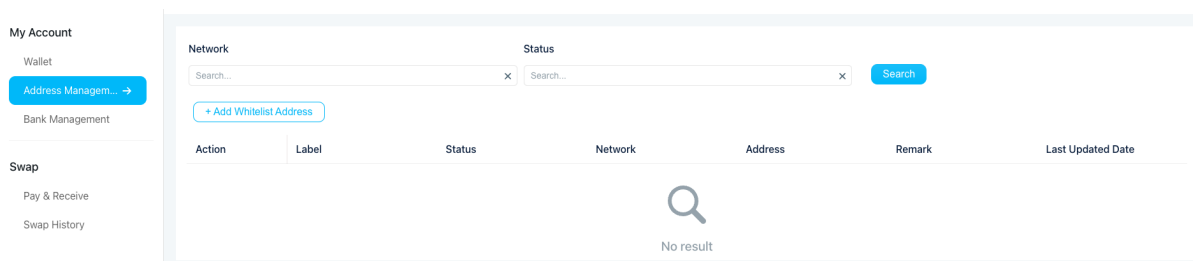 My Account
Wallet
Address Managem... →
Bank Management
Swap
Pay & Receive
Swap History
Network
Status
Search...
Search...
Search
+ Add Whitelist Address
Action Label Status Network Address Remark Last Updated Date
No result